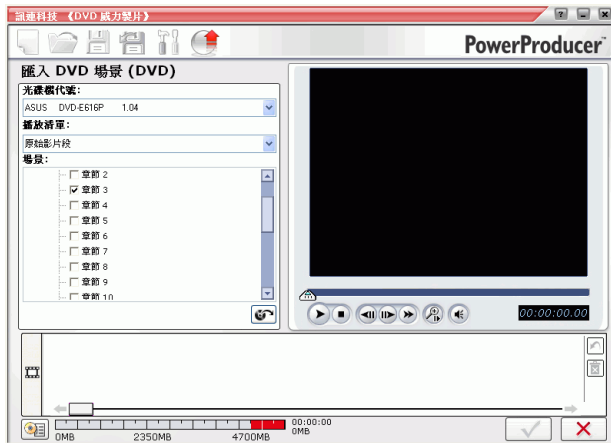 訊連科技 《DVD 威力製片》
PowerProducer™
匯入 DVD 場景 (DVD)
光碟機代號:
ASUS DVD-E616P 1.04
播放清單:
原始影片段
場景:
章節 2
章節 3
章節 4
章節 5
章節 6
章節 7
章節 8
章節 9
章節 10
00:00:00.00
00:00:00
0MB
0MB 2350MB 4700MB